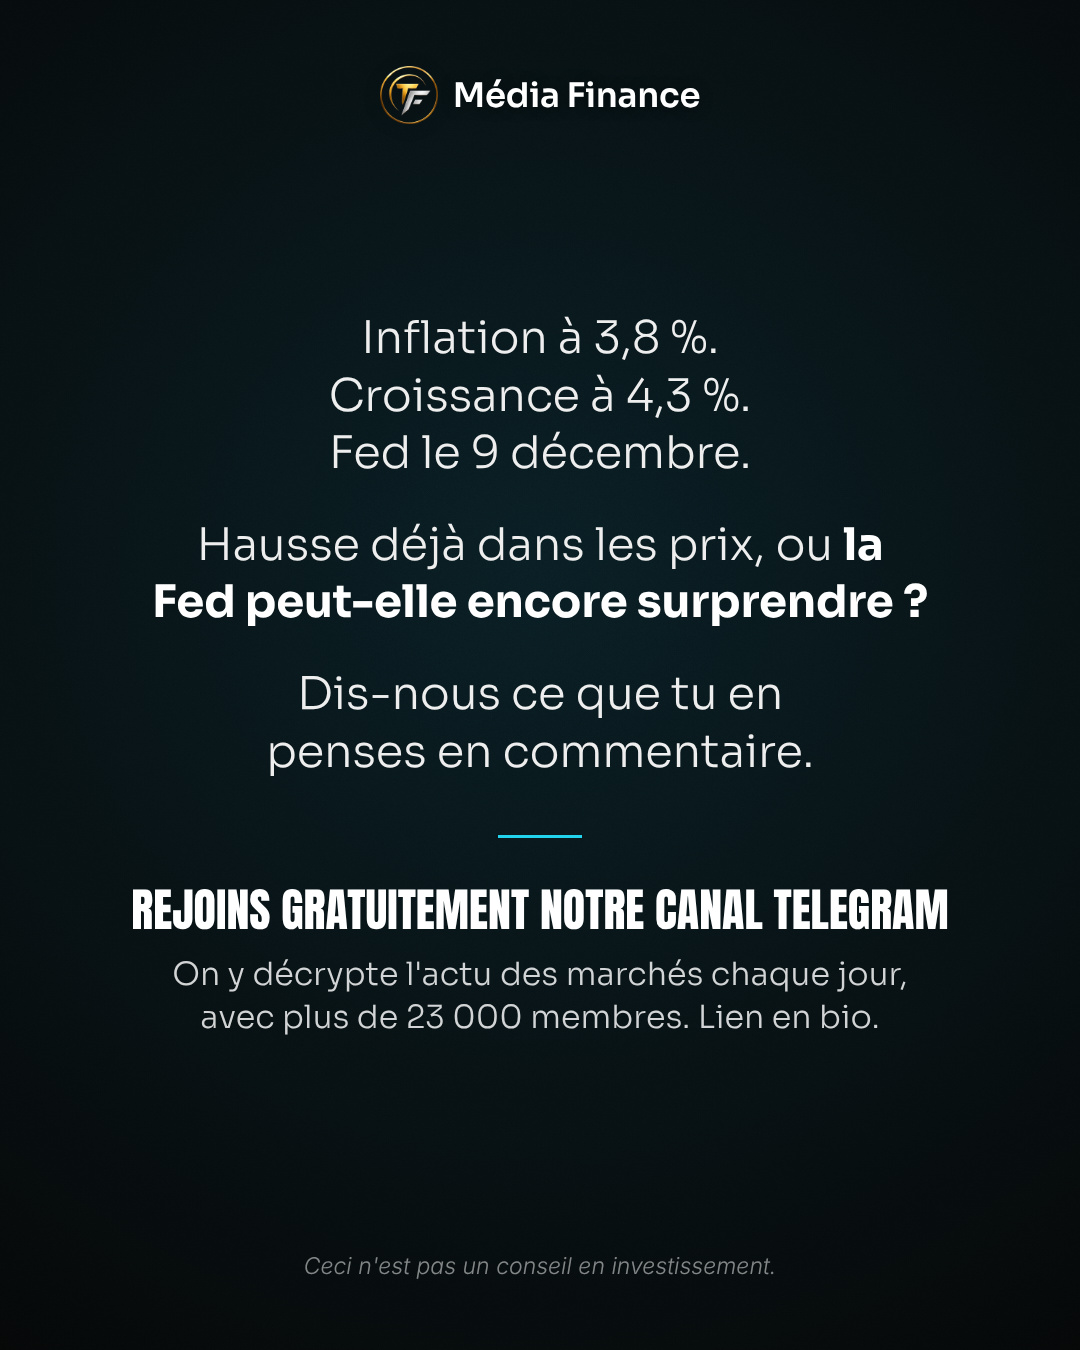 TF Média Finance
Inflation à 3,8 %.
Croissance à 4,3 %.
Fed le 9 décembre.
Hausse déjà dans les prix, ou la
Fed peut-elle encore surprendre ?
Dis-nous ce que tu en
penses en commentaire.
REJOINS GRATUITEMENT NOTRE CANAL TELEGRAM
On y décrypte l'actu des marchés chaque jour,
avec plus de 23 000 membres. Lien en bio.
Ceci n'est pas un conseil en investissement.